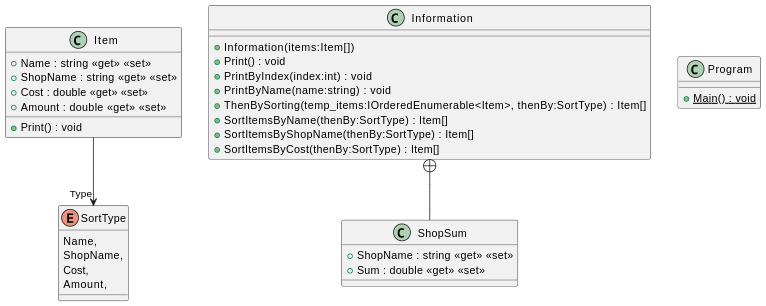 Item
Name : string «get» «set»
ShopName : string «get» «set»
Cost : double «get» «set»
Amount : double «get» «set»
Print() : void
Type
SortType
Name,
ShopName,
Cost,
Amount,
Information
Information(items:Item[])
Print() : void
PrintByIndex(index:int) : void
PrintByName(name:string) : void
ThenBySorting(temp_items:IOrderedEnumerable<Item>, thenBy:SortType) : Item[]
SortItemsByName(thenBy:SortType) : Item[]
SortItemsByShopName(thenBy:SortType) : Item[]
SortItemsByCost(thenBy:SortType) : Item[]
ShopSum
ShopName : string «get» «set»
Sum : double «get» «set»
Program
Main() : void